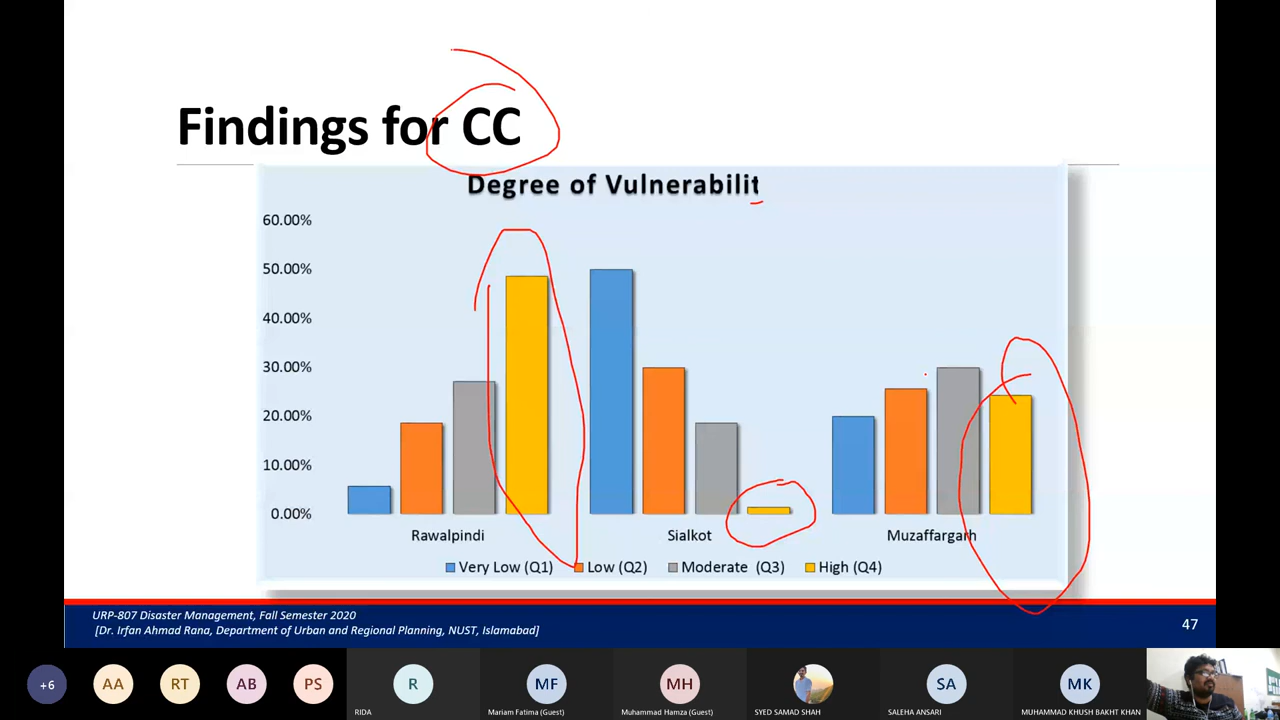 Findings for CC
Degree of Vulnerabilit
60.00%
50.00%
40.00%
30.00%
20.00%
10.00%
0.00%
Rawalpindi Sialkot Muzaffargarh
Very Low (Q1) Low (Q2) Moderate (Q3) High (Q4)
URP-807 Disaster Management, Fall Semester 2020
[Dr. Irfan Ahmad Rana, Department of Urban and Regional Planning, NUST, Islamabad]
47
+6 AA RT AB PS R MF MH SA MK
RIDA Mariam Fatima (Guest) Muhammad Hamza (Guest) SYED SAMAD SHAH SALEHA ANSARI MUHAMMAD KHUSH BAKHT KHAN